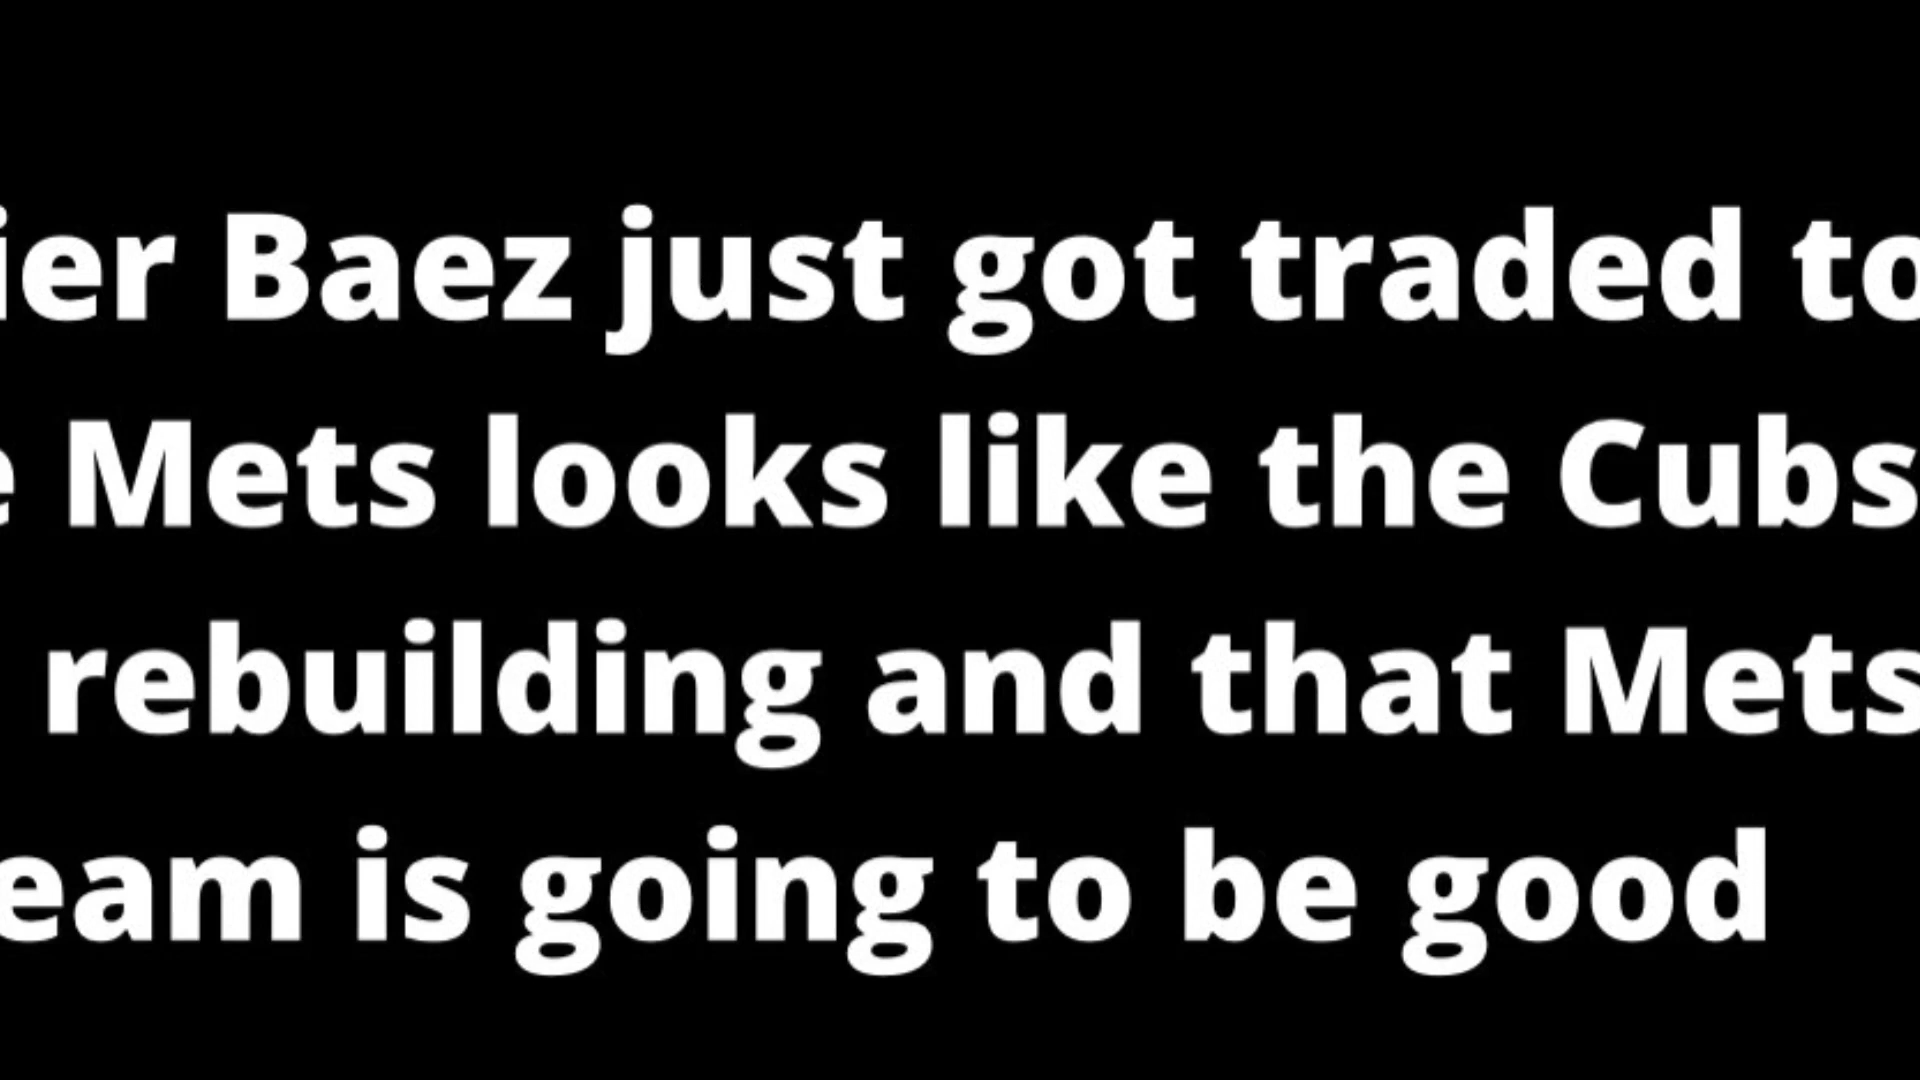 ier Baez just got traded to
e Mets looks like the Cubs
rebuilding and that Mets
eam is going to be good